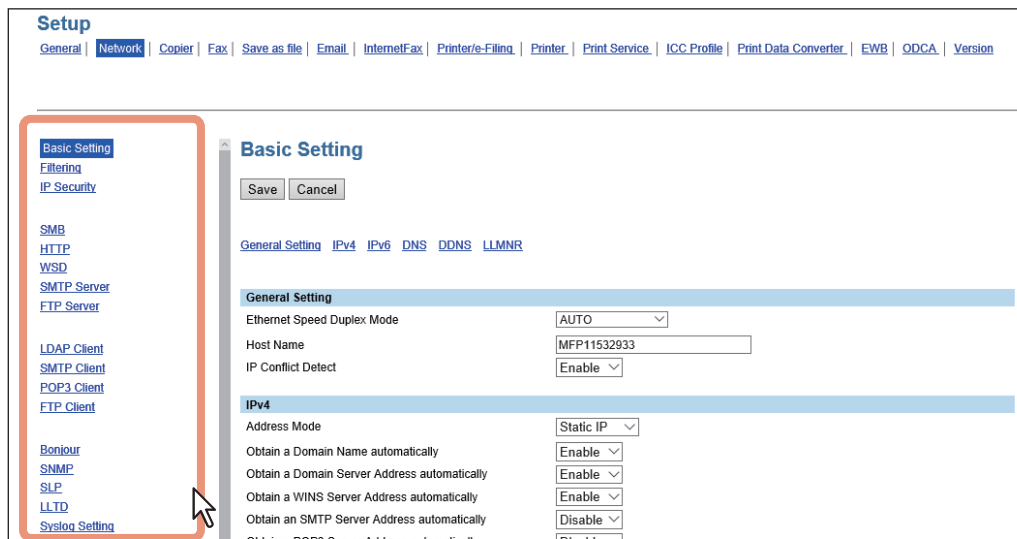 Setup
General | Network | Copier | Fax | Save as file | Email | InternetFax | Printer/e-Filing | Printer | Print Service | ICC Profile | Print Data Converter | EWB | ODCA | Version
Basic Setting
Filtering
IP Security
SMB
HTTP
WSD
SMTP Server
FTP Server
LDAP Client
SMTP Client
POP3 Client
FTP Client
Bonjour
SNMP
SLP
LLTD
Syslog Setting
Basic Setting
Save Cancel
General Setting IPv4 IPv6 DNS DDNS LLMNR
General Setting
Ethernet Speed Duplex Mode AUTO
Host Name MFP11532933
IP Conflict Detect Enable
IPv4
Address Mode Static IP
Obtain a Domain Name automatically Enable
Obtain a Domain Server Address automatically Enable
Obtain a WINS Server Address automatically Enable
Obtain an SMTP Server Address automatically Disable